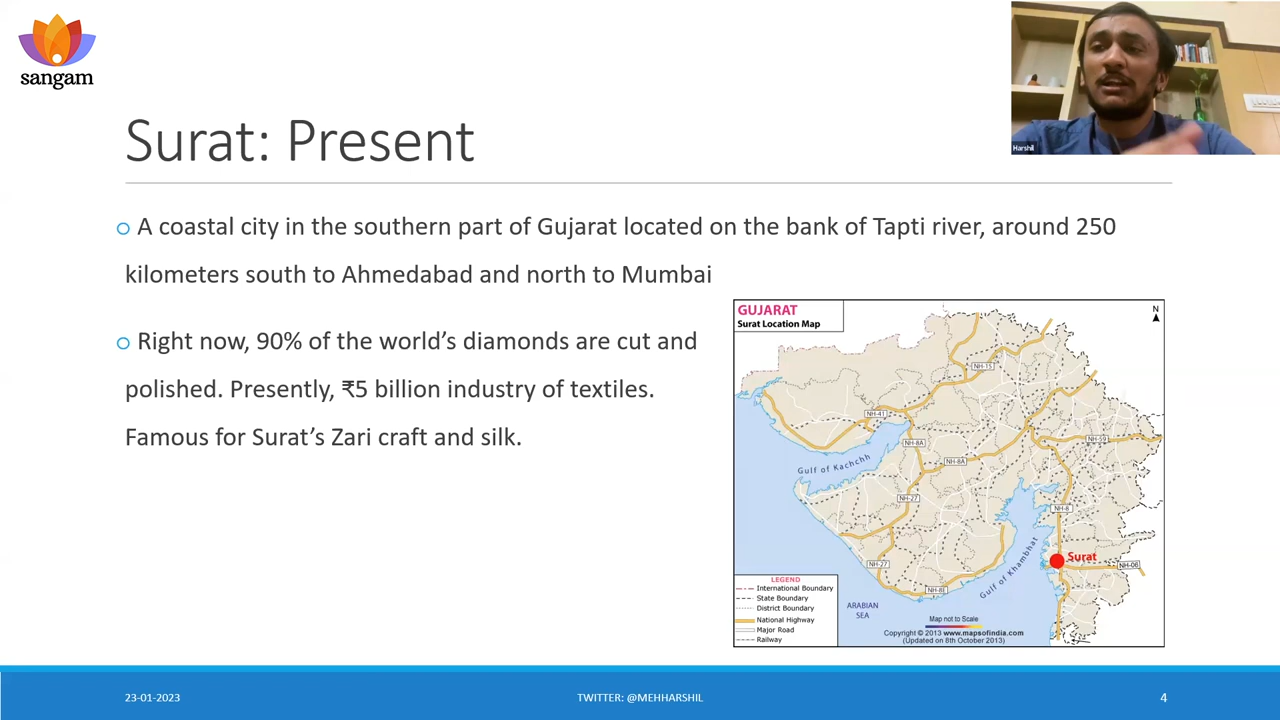 sangam
Harshil
Surat: Present
o A coastal city in the southern part of Gujarat located on the bank of Tapti river, around 250
kilometers south to Ahmedabad and north to Mumbai
o Right now, 90% of the world’s diamonds are cut and
polished. Presently, ₹5 billion industry of textiles.
Famous for Surat’s Zari craft and silk.
GUJARAT
Surat Location Map
N
NH-15
NH-41
NH-8A
NH-59
Gulf of Kachchh
NH-8A
NH-27
NH-8
Gulf of Khambhat
Surat
NH-06
NH-27
NH-8E
LEGEND
International Boundary
State Boundary
District Boundary
National Highway
Major Road
Railway
ARABIAN
SEA
Map not to Scale
Copyright © 2013 www.mapsofindia.com
(Updated on 8th October 2013)
23-01-2023
TWITTER: @MEHHARSHIL
4